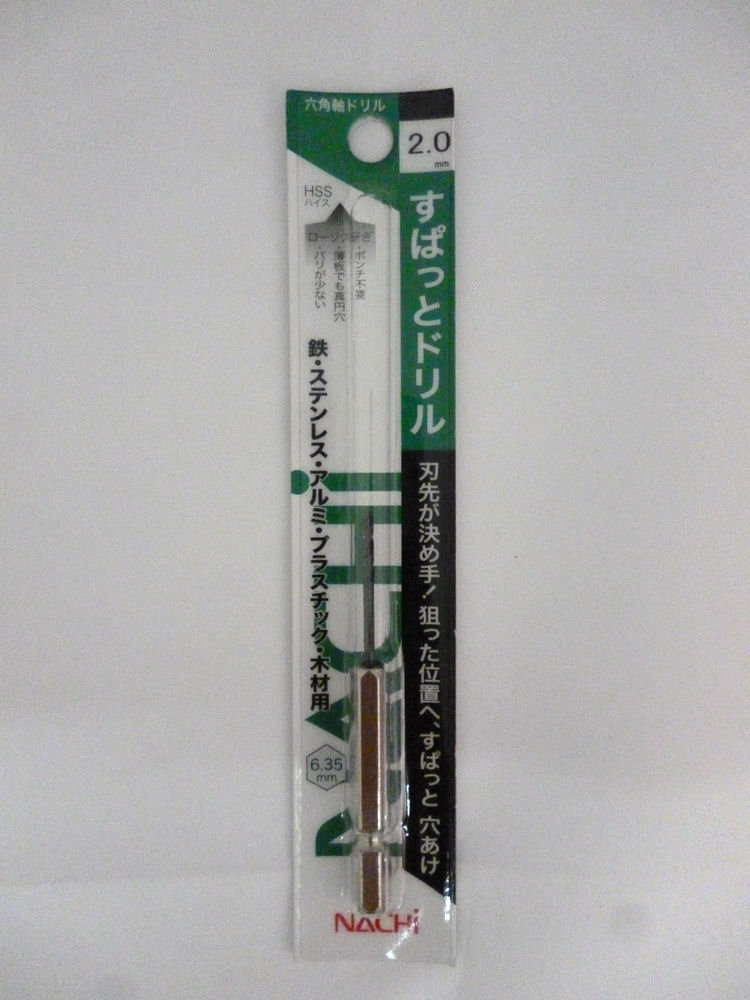 六角軸ドリル
2.0
mm
すぱっとドリル
刃先が決め手！狙った位置へ、すぱっと 穴あけ
HSS
ハイス
ローソク研ぎ
・ポンチ不要
・薄板でも真円穴
・バリが少ない
鉄・ステンレス・アルミ・プラスチック・木材用
NACHi
6.35
mm
NACHi